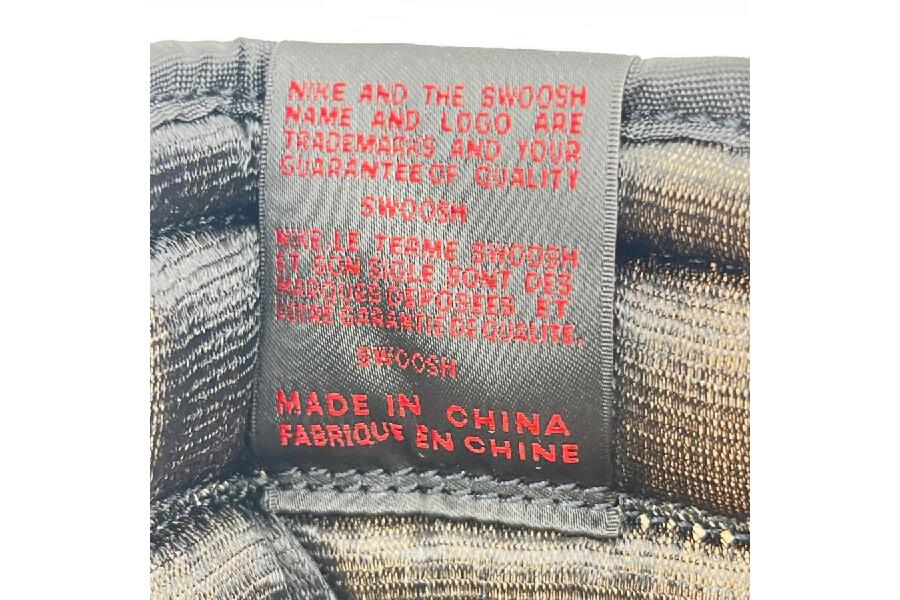 NIKE AND THE SWOOSH
NAME AND LOGO ARE
TRADEMARKS AND YOUR
GUARANTEE OF QUALITY
SWOOSH
NIKE, LE TERME SWOOSH
ET SON SIGLE SONT DES
MARQUES DEPOSEES ET
VOTRE GARANTIE DE QUALITE.
SWOOSH
MADE IN CHINA
FABRIQUE EN CHINE